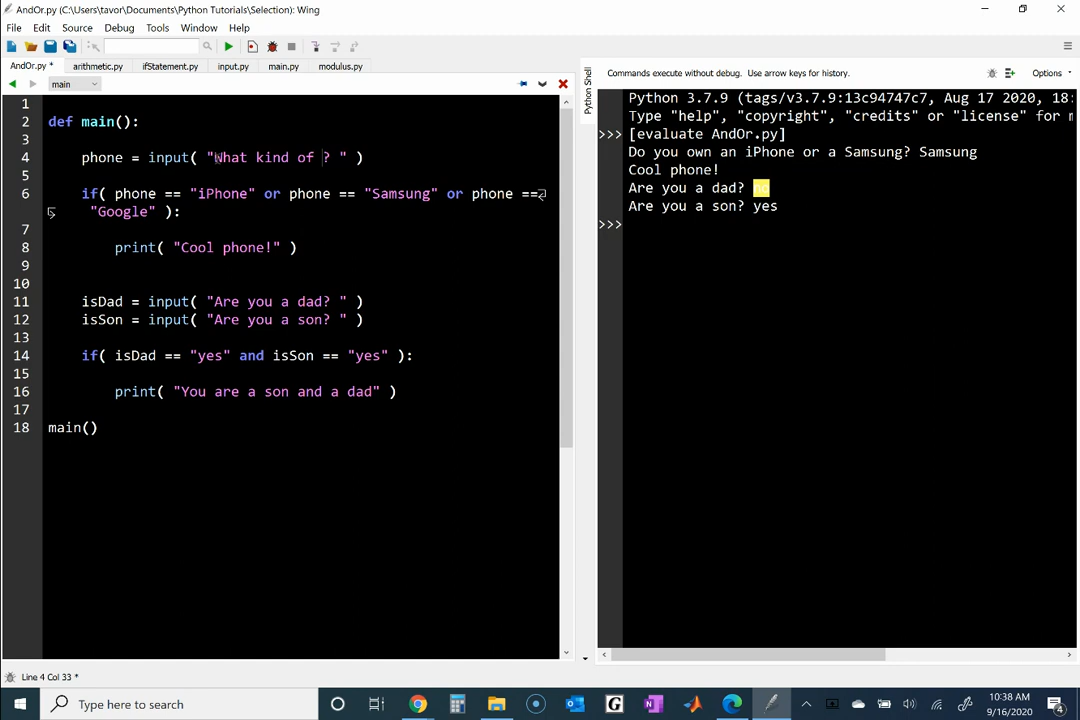 AndOr.py (C:\Users\tavor\Documents\Python Tutorials\Selection): Wing
File Edit Source Debug Tools Window Help
AndOr.py * arithmetic.py ifStatement.py input.py main.py modulus.py
main
1
2 def main():
3
4 phone = input( "What kind of ? " )
5
6 if( phone == "iPhone" or phone == "Samsung" or phone ==
"Google" ):
7
8 print( "Cool phone!" )
9
10
11 isDad = input( "Are you a dad? " )
12 isSon = input( "Are you a son? " )
13
14 if( isDad == "yes" and isSon == "yes" ):
15
16 print( "You are a son and a dad" )
17
18 main()
Python Shell
Commands execute without debug. Use arrow keys for history.
Options
Python 3.7.9 (tags/v3.7.9:13c94747c7, Aug 17 2020, 18:
Type "help", "copyright", "credits" or "license" for m
>>> [evaluate AndOr.py]
Do you own an iPhone or a Samsung? Samsung
Cool phone!
Are you a dad? no
Are you a son? yes
>>>
Line 4 Col 33 *
Type here to search
G
N
10:38 AM
9/16/2020
4